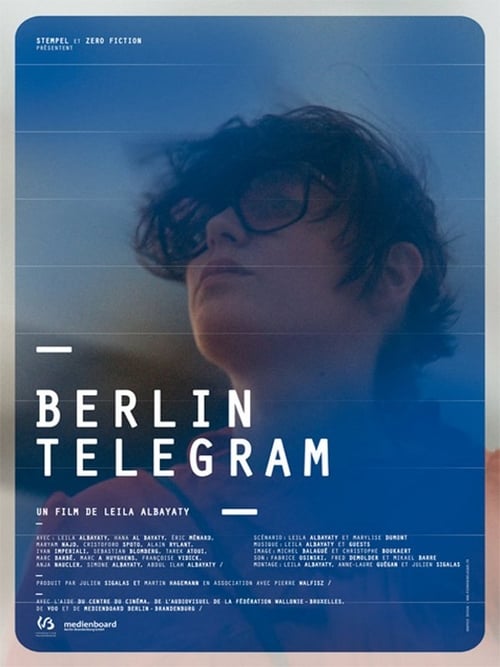 STEMPEL ET ZERO FICTION
PRÉSENTENT
BERLIN
TELEGRAM
UN FILM DE LEILA ALBAYATY
AVEC : LEILA ALBAYATY, HANA AL BAYATY, ÉRIC MÉNARD,
MARYAM NAJD, CRISTOFORO SPOTO, ALAIN RYLANT,
IVAN IMPERIALI, SEBASTIAN BLOMBERG, TAREK ATOUI,
MARC BARBÉ, MARC A HUYGHENS, FRANÇOISE VIDICK,
ANJA NAUCLER, SIMONE ALBAYATY, ABDUL ILAH ALBAYATY /
SCÉNARIO : LEILA ALBAYATY ET MARYLISE DUMONT
MUSIQUE : LEILA ALBAYATY ET GUESTS
IMAGE : MICHEL BALAGUÉ ET CHRISTOPHE BOUKAERT
SON : FABRICE OSINSKI, FRED DEMOLDER ET MIKAEL BARRE
MONTAGE : LEILA ALBAYATY, ANNE-LAURE GUÉGAN ET JULIEN SIGALAS
PRODUIT PAR JULIEN SIGALAS ET MARTIN HAGEMANN EN ASSOCIATION AVEC PIERRE WALFISZ /
AVEC L'AIDE DU CENTRE DU CINÉMA, DE L'AUDIOVISUEL DE LA FÉDÉRATION WALLONIE-BRUXELLES,
DE VOO ET DE MEDIENBOARD BERLIN-BRANDENBURG /
medienboard
Berlin-Brandenburg GmbH